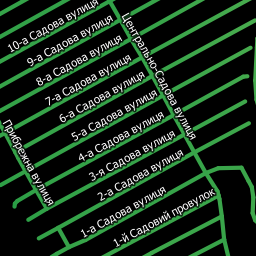 10-а Садова вулиця
9-а Садова вулиця
8-а Садова вулиця
7-а Садова вулиця
6-а Садова вулиця
5-а Садова вулиця
4-а Садова вулиця
3-я Садова вулиця
2-а Садова вулиця
1-а Садова вулиця
1-й Садовий провулок
Центрально-Садова вулиця
Прибрежна вулиця